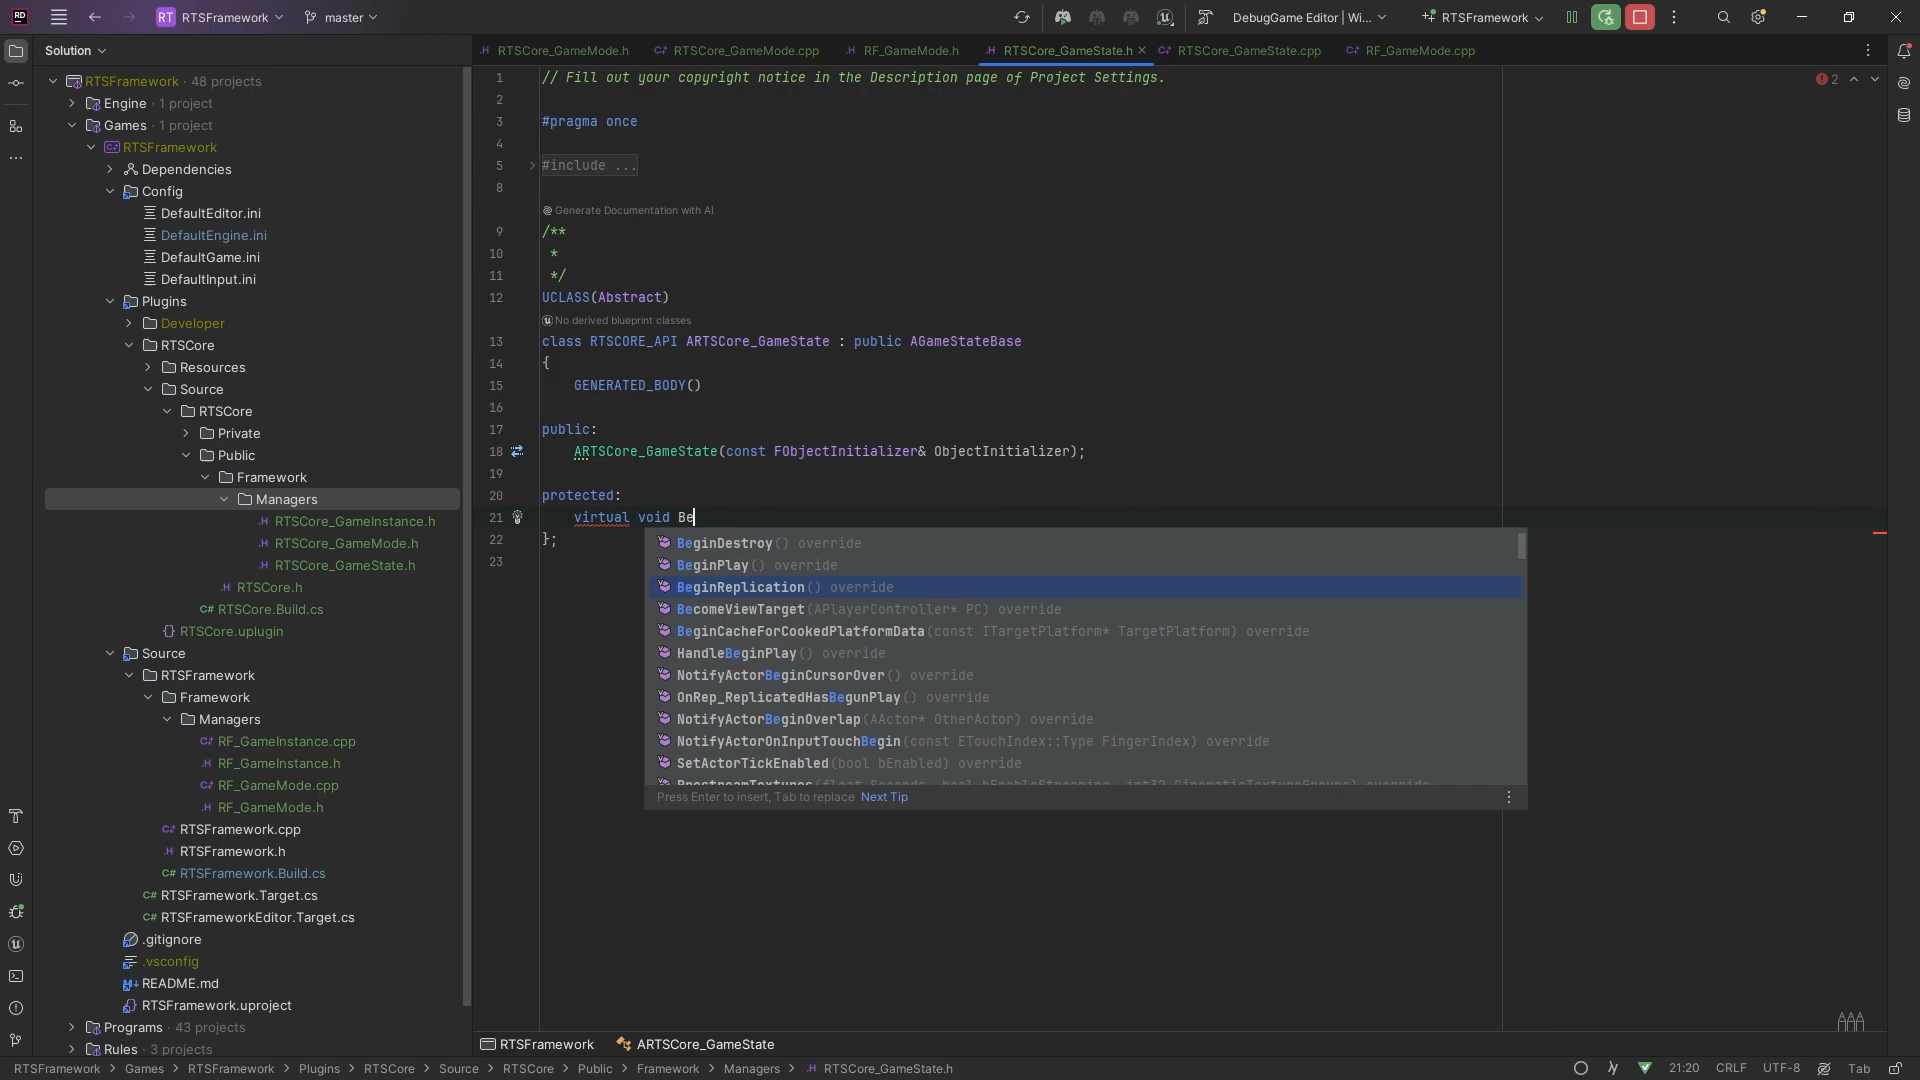 RD RT RTSFramework master DebugGame Editor | Wi... RTSFramework
Solution
RTSCore_GameMode.h RTSCore_GameMode.cpp RF_GameMode.h RTSCore_GameState.h RTSCore_GameState.cpp RF_GameMode.cpp
RTSFramework · 48 projects
Engine · 1 project
Games · 1 project
RTSFramework
Dependencies
Config
DefaultEditor.ini
DefaultEngine.ini
DefaultGame.ini
DefaultInput.ini
Plugins
Developer
RTSCore
Resources
Source
RTSCore
Private
Public
Framework
Managers
RTSCore_GameInstance.h
RTSCore_GameMode.h
RTSCore_GameState.h
RTSCore.h
RTSCore.Build.cs
RTSCore.uplugin
Source
RTSFramework
Framework
Managers
RF_GameInstance.cpp
RF_GameInstance.h
RF_GameMode.cpp
RF_GameMode.h
RTSFramework.cpp
RTSFramework.h
RTSFramework.Build.cs
RTSFramework.Target.cs
RTSFrameworkEditor.Target.cs
.gitignore
.vsconfig
README.md
RTSFramework.uproject
Programs · 43 projects
Rules · 3 projects
1 // Fill out your copyright notice in the Description page of Project Settings.
2
3 #pragma once
4
5 #include ...
8
Generate Documentation with AI
9 /**
10 *
11 */
12 UCLASS(Abstract)
No derived blueprint classes
13 class RTSCORE_API ARTSCore_GameState : public AGameStateBase
14 {
15 GENERATED_BODY()
16
17 public:
18 ARTSCore_GameState(const FObjectInitializer& ObjectInitializer);
19
20 protected:
21 virtual void Be
22 };
23
2
BeginDestroy() override
BeginPlay() override
BeginReplication() override
BecomeViewTarget(APlayerController* PC) override
BeginCacheForCookedPlatformData(const ITargetPlatform* TargetPlatform) override
HandleBeginPlay() override
NotifyActorBeginCursorOver() override
OnRep_ReplicatedHasBegunPlay() override
NotifyActorBeginOverlap(AActor* OtherActor) override
NotifyActorOnInputTouchBegin(const ETouchIndex::Type FingerIndex) override
SetActorTickEnabled(bool bEnabled) override
Press Enter to insert, Tab to replace Next Tip
RTSFramework ARTSCore_GameState
RTSFramework > Games > RTSFramework > Plugins > RTSCore > Source > RTSCore > Public > Framework > Managers > RTSCore_GameState.h
21:20 CRLF UTF-8 Tab